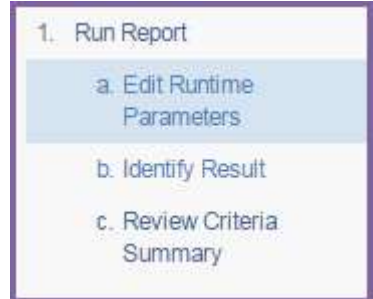 1. Run Report
a. Edit Runtime
Parameters
b. Identify Result
c. Review Criteria
Summary